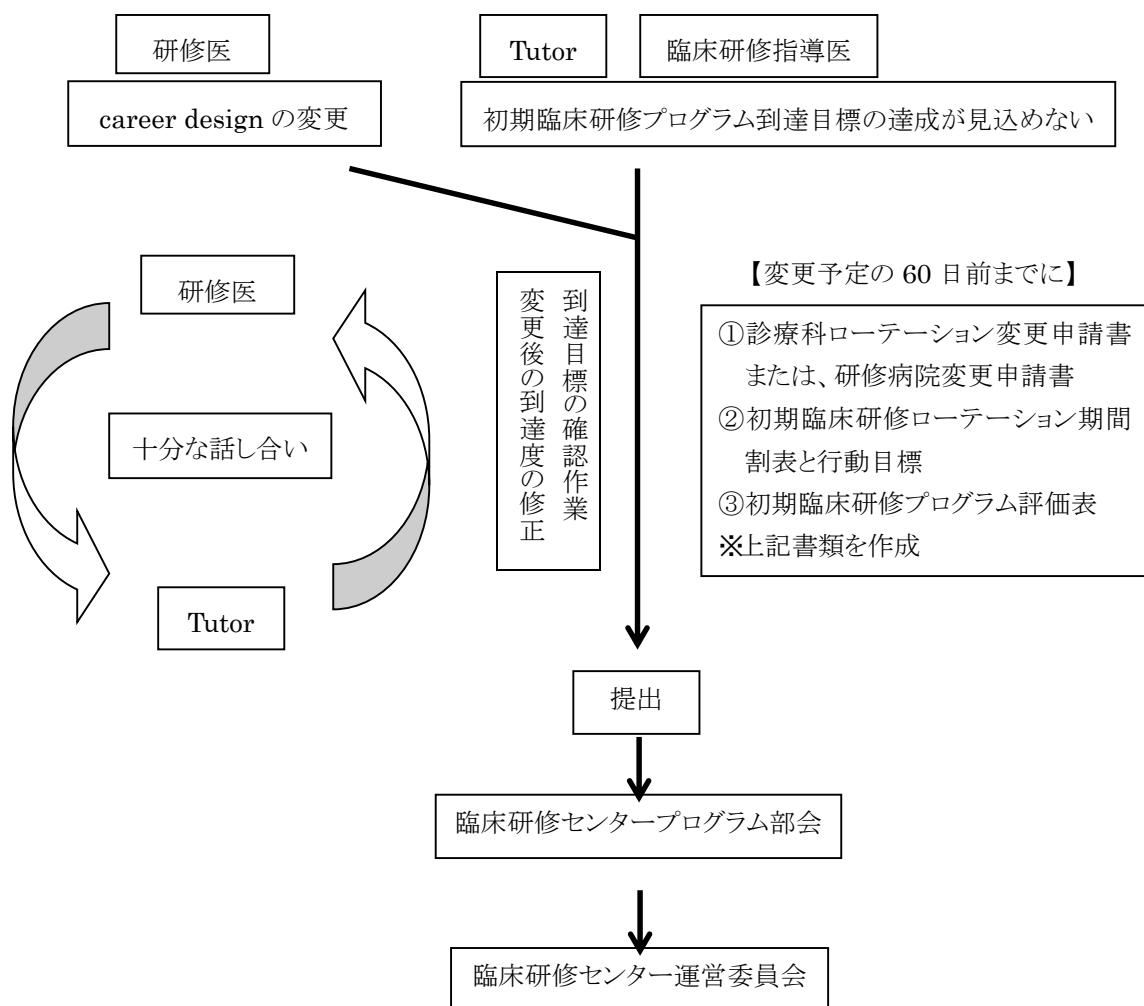 研修医
Tutor
臨床研修指導医
career design の変更
初期臨床研修プログラム到達目標の達成が見込めない
研修医
十分な話し合い
Tutor
到達目標の確認作業
変更後の到達度の修正
【変更予定の 60 日前までに】
①診療科ローテーション変更申請書
または、研修病院変更申請書
②初期臨床研修ローテーション期間
割表と行動目標
③初期臨床研修プログラム評価表
※上記書類を作成
提出
臨床研修センタープログラム部会
臨床研修センター運営委員会